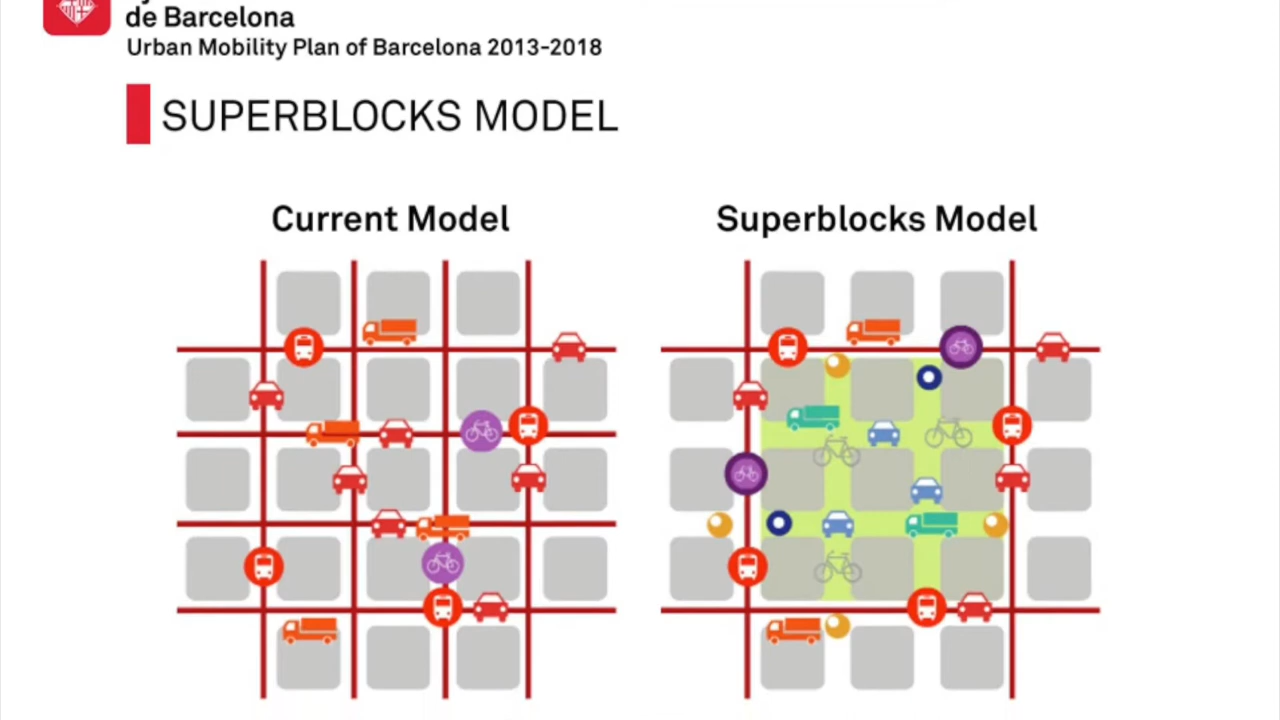 de Barcelona
Urban Mobility Plan of Barcelona 2013-2018
SUPERBLOCKS MODEL
Current Model
Superblocks Model